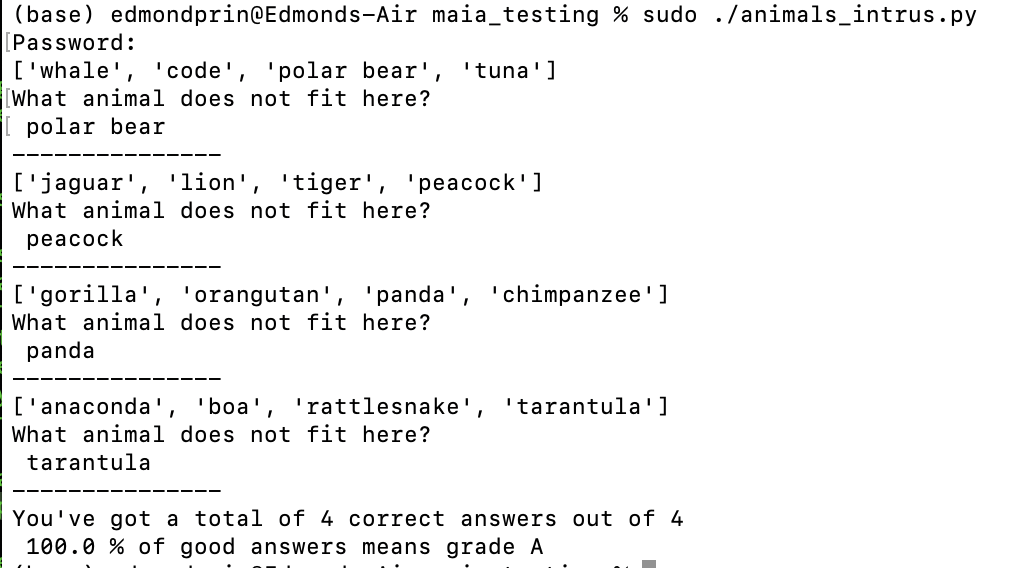 (base) edmondprin@Edmonds-Air maia_testing % sudo ./animals_intrus.py
[Password:
['whale', 'code', 'polar bear', 'tuna']
[What animal does not fit here?
[ polar bear
---------------
['jaguar', 'lion', 'tiger', 'peacock']
What animal does not fit here?
peacock
---------------
['gorilla', 'orangutan', 'panda', 'chimpanzee']
What animal does not fit here?
panda
---------------
['anaconda', 'boa', 'rattlesnake', 'tarantula']
What animal does not fit here?
tarantula
---------------
You've got a total of 4 correct answers out of 4
100.0 % of good answers means grade A